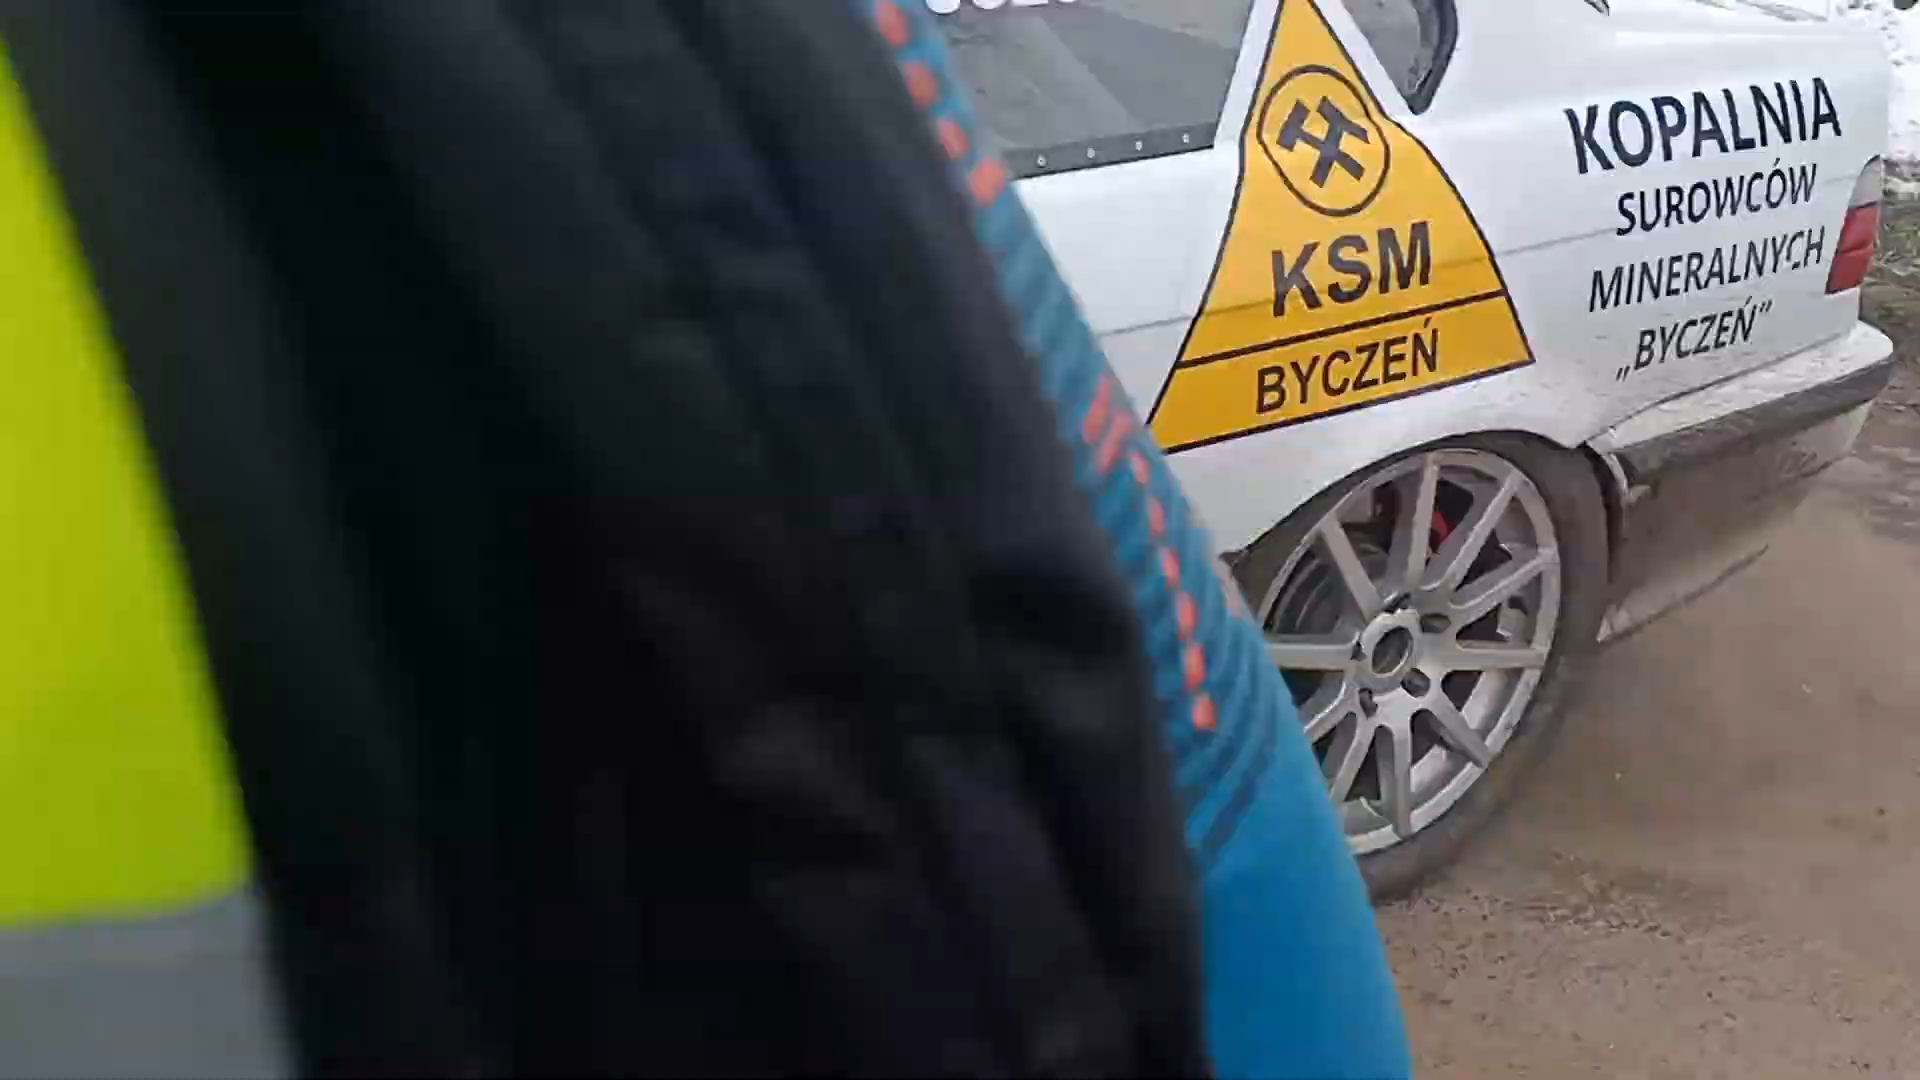 KSM
BYCZEŃ
KOPALNIA
SUROWCÓW
MINERALNYCH
„BYCZEŃ”